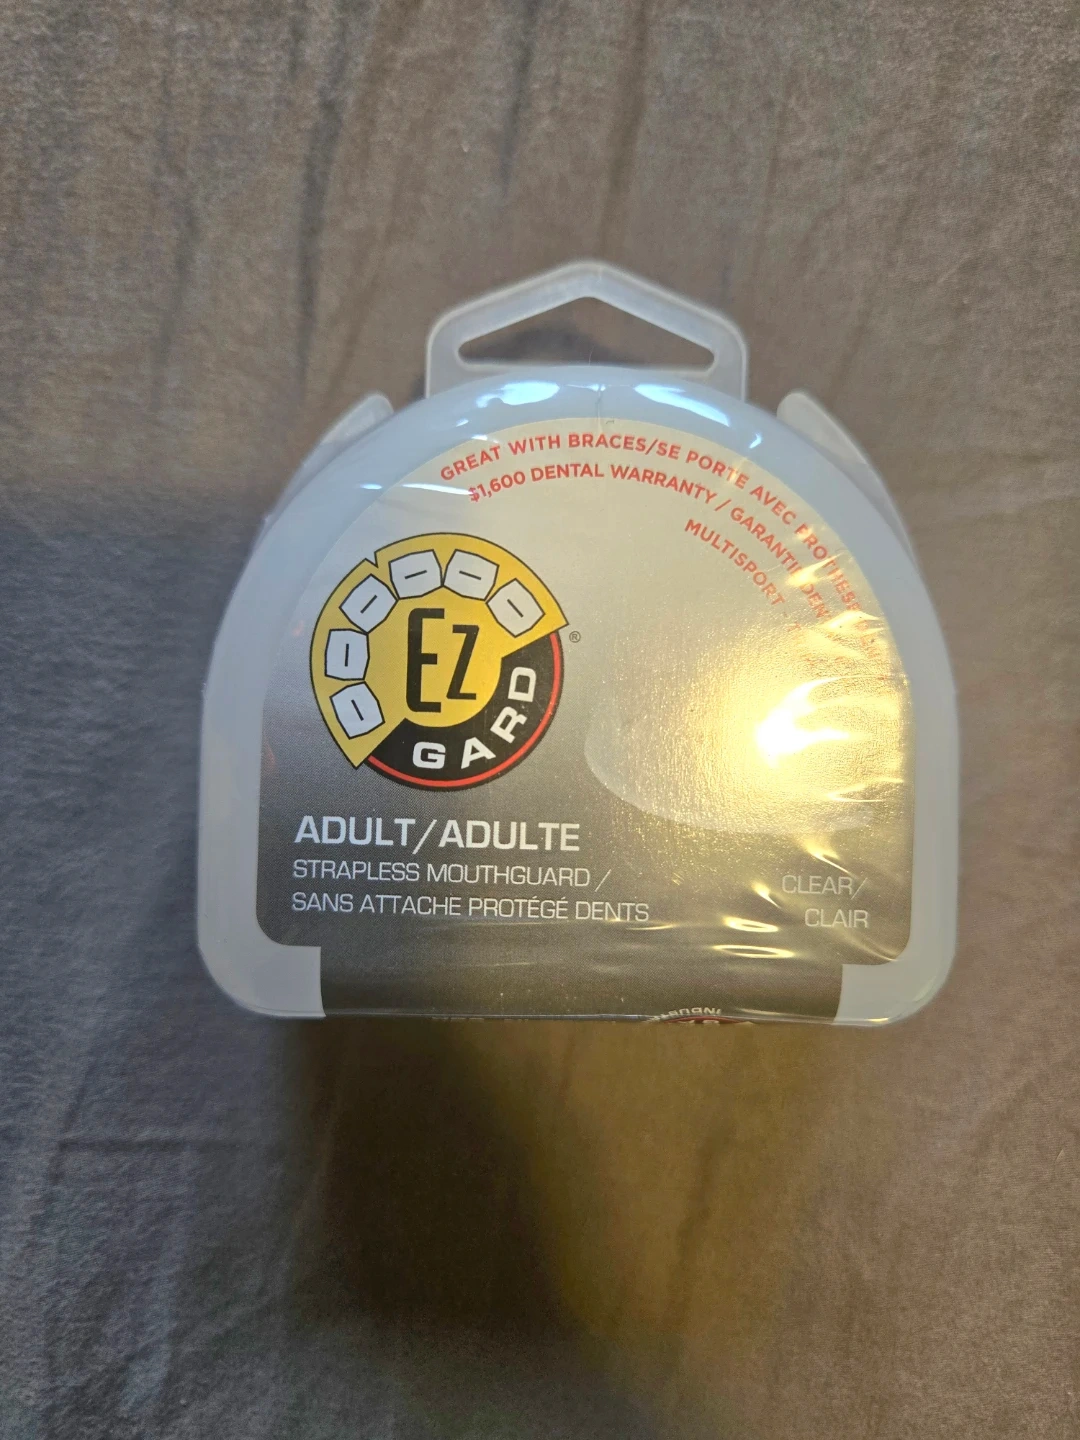 GREAT WITH BRACES/SE PORTE AVEC
$1,600 DENTAL WARRANTY / GARANTIE
MULTISPORT
EZ
GARD
®
ADULT/ADULTE
STRAPLESS MOUTHGUARD /
SANS ATTACHE PROTÉGÉ DENTS
CLEAR/
CLAIR